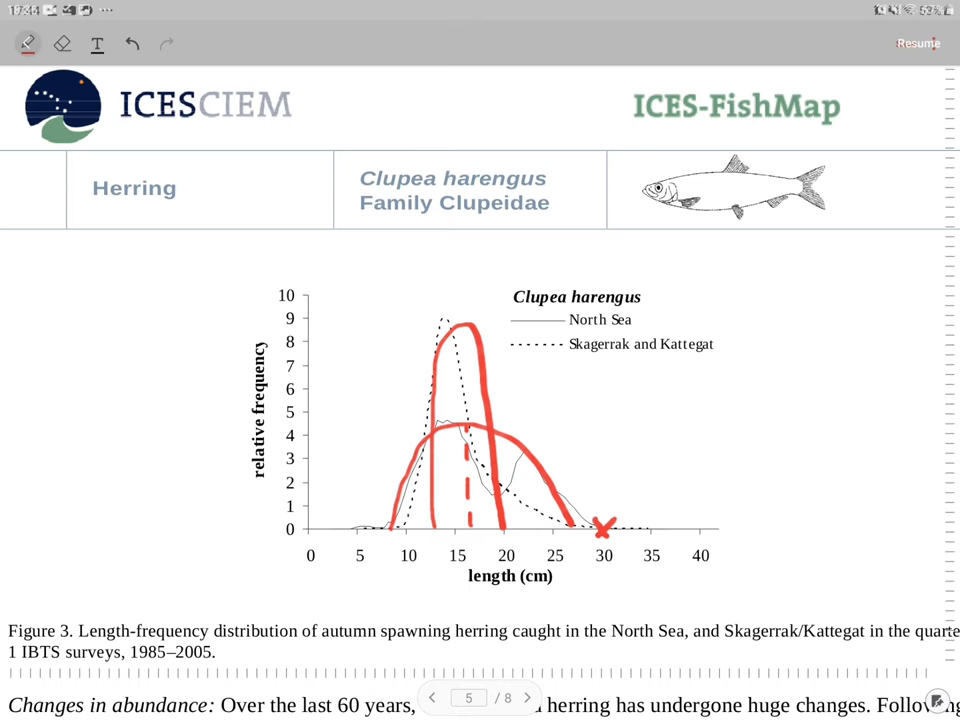 17:44 53%
T Resume
ICESCIEM ICES-FishMap
Herring
Clupea harengus
Family Clupeidae
Clupea harengus
North Sea
Skagerrak and Kattegat
relative frequency
10
9
8
7
6
5
4
3
2
1
0
0 5 10 15 20 25 30 35 40
length (cm)
Figure 3. Length-frequency distribution of autumn spawning herring caught in the North Sea, and Skagerrak/Kattegat in the quarte
1 IBTS surveys, 1985–2005.
Changes in abundance: Over the last 60 years, herring has undergone huge changes. Following
5 / 8